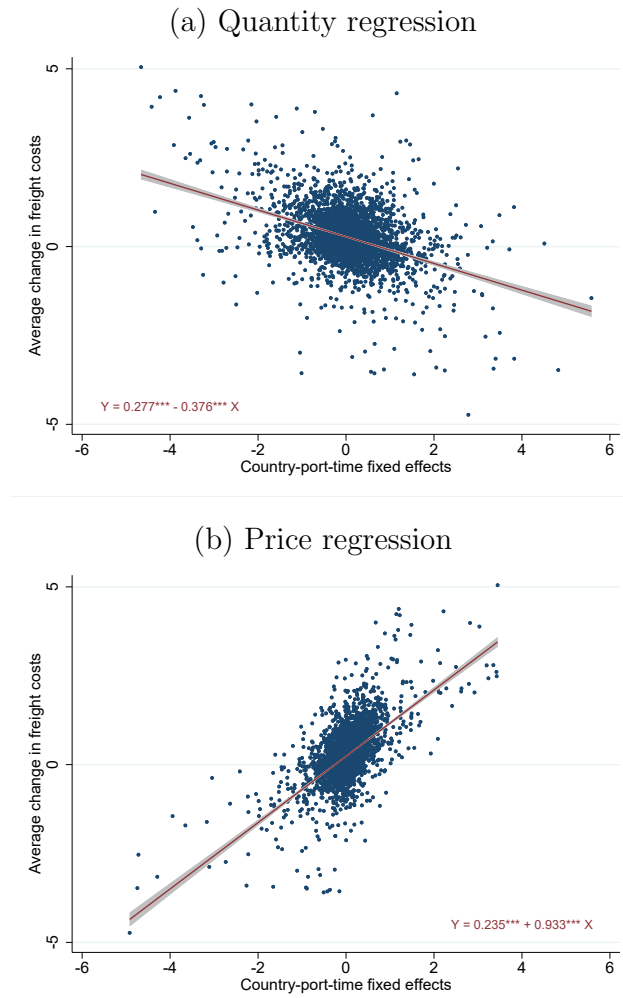 (a) Quantity regression
Average change in freight costs
5
0
-5
Y = 0.277*** - 0.376*** X
-6 -4 -2 0 2 4 6
Country-port-time fixed effects
(b) Price regression
Average change in freight costs
5
0
-5
Y = 0.235*** + 0.933*** X
-6 -4 -2 0 2 4 6
Country-port-time fixed effects